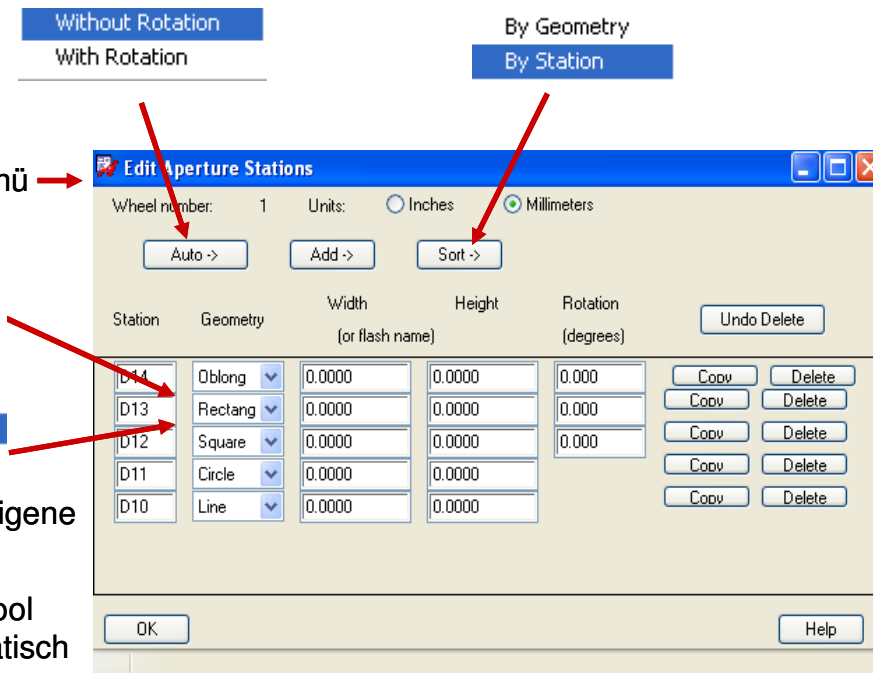 Without Rotation
With Rotation
By Geometry
By Station
nü
Edit Aperture Stations
Wheel number: 1 Units: Inches Millimeters
Auto -> Add -> Sort ->
Station Geometry Width Height Rotation
(or flash name) (degrees)
Undo Delete
D14 Oblong 0.0000 0.0000 0.000 Copy Delete
D13 Rectang 0.0000 0.0000 0.000 Copy Delete
D12 Square 0.0000 0.0000 0.000 Copy Delete
D11 Circle 0.0000 0.0000 Copy Delete
D10 Line 0.0000 0.0000 Copy Delete
igene
ool
OK Help
atisch